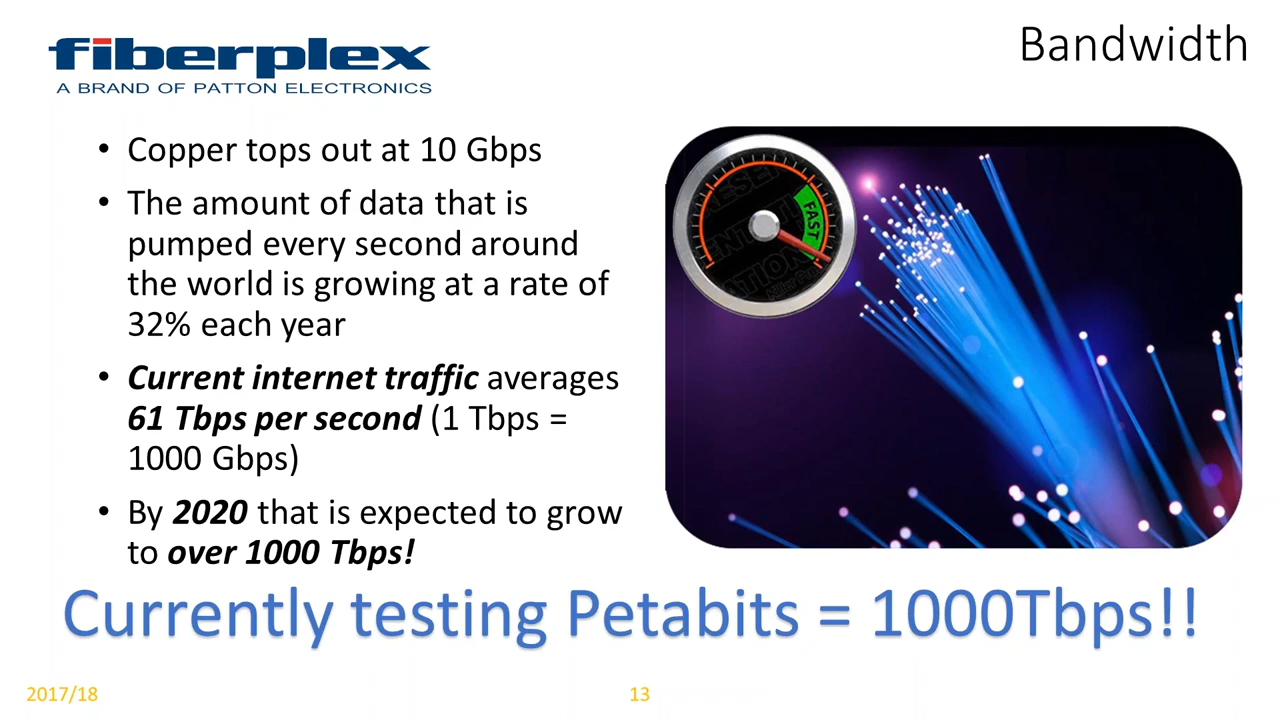 Bandwidth
fiberplex
A BRAND OF PATTON ELECTRONICS
• Copper tops out at 10 Gbps
• The amount of data that is
pumped every second around
the world is growing at a rate of
32% each year
• Current internet traffic averages
61 Tbps per second (1 Tbps =
1000 Gbps)
• By 2020 that is expected to grow
to over 1000 Tbps!
FAST
Currently testing Petabits = 1000Tbps!!
2017/18
13